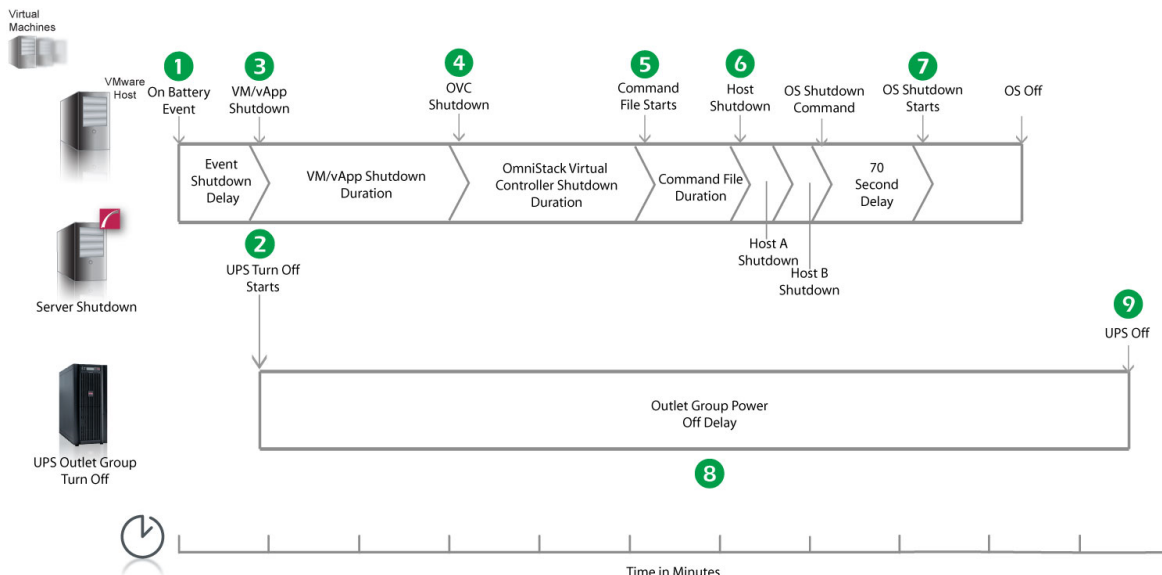 Virtual
Machines
VMware
Host
1
On Battery
Event
3
VM/vApp
Shutdown
4
OVC
Shutdown
5
Command
File Starts
6
Host
Shutdown
OS Shutdown
Command
7
OS Shutdown
Starts
OS Off
Event
Shutdown
Delay
VM/vApp Shutdown
Duration
OmniStack Virtual
Controller Shutdown
Duration
Command File
Duration
70
Second
Delay
Host A
Shutdown
Host B
Shutdown
2
UPS Turn Off
Starts
Server Shutdown
9
UPS Off
Outlet Group Power
Off Delay
UPS Outlet Group
Turn Off
8
Time in Minutes